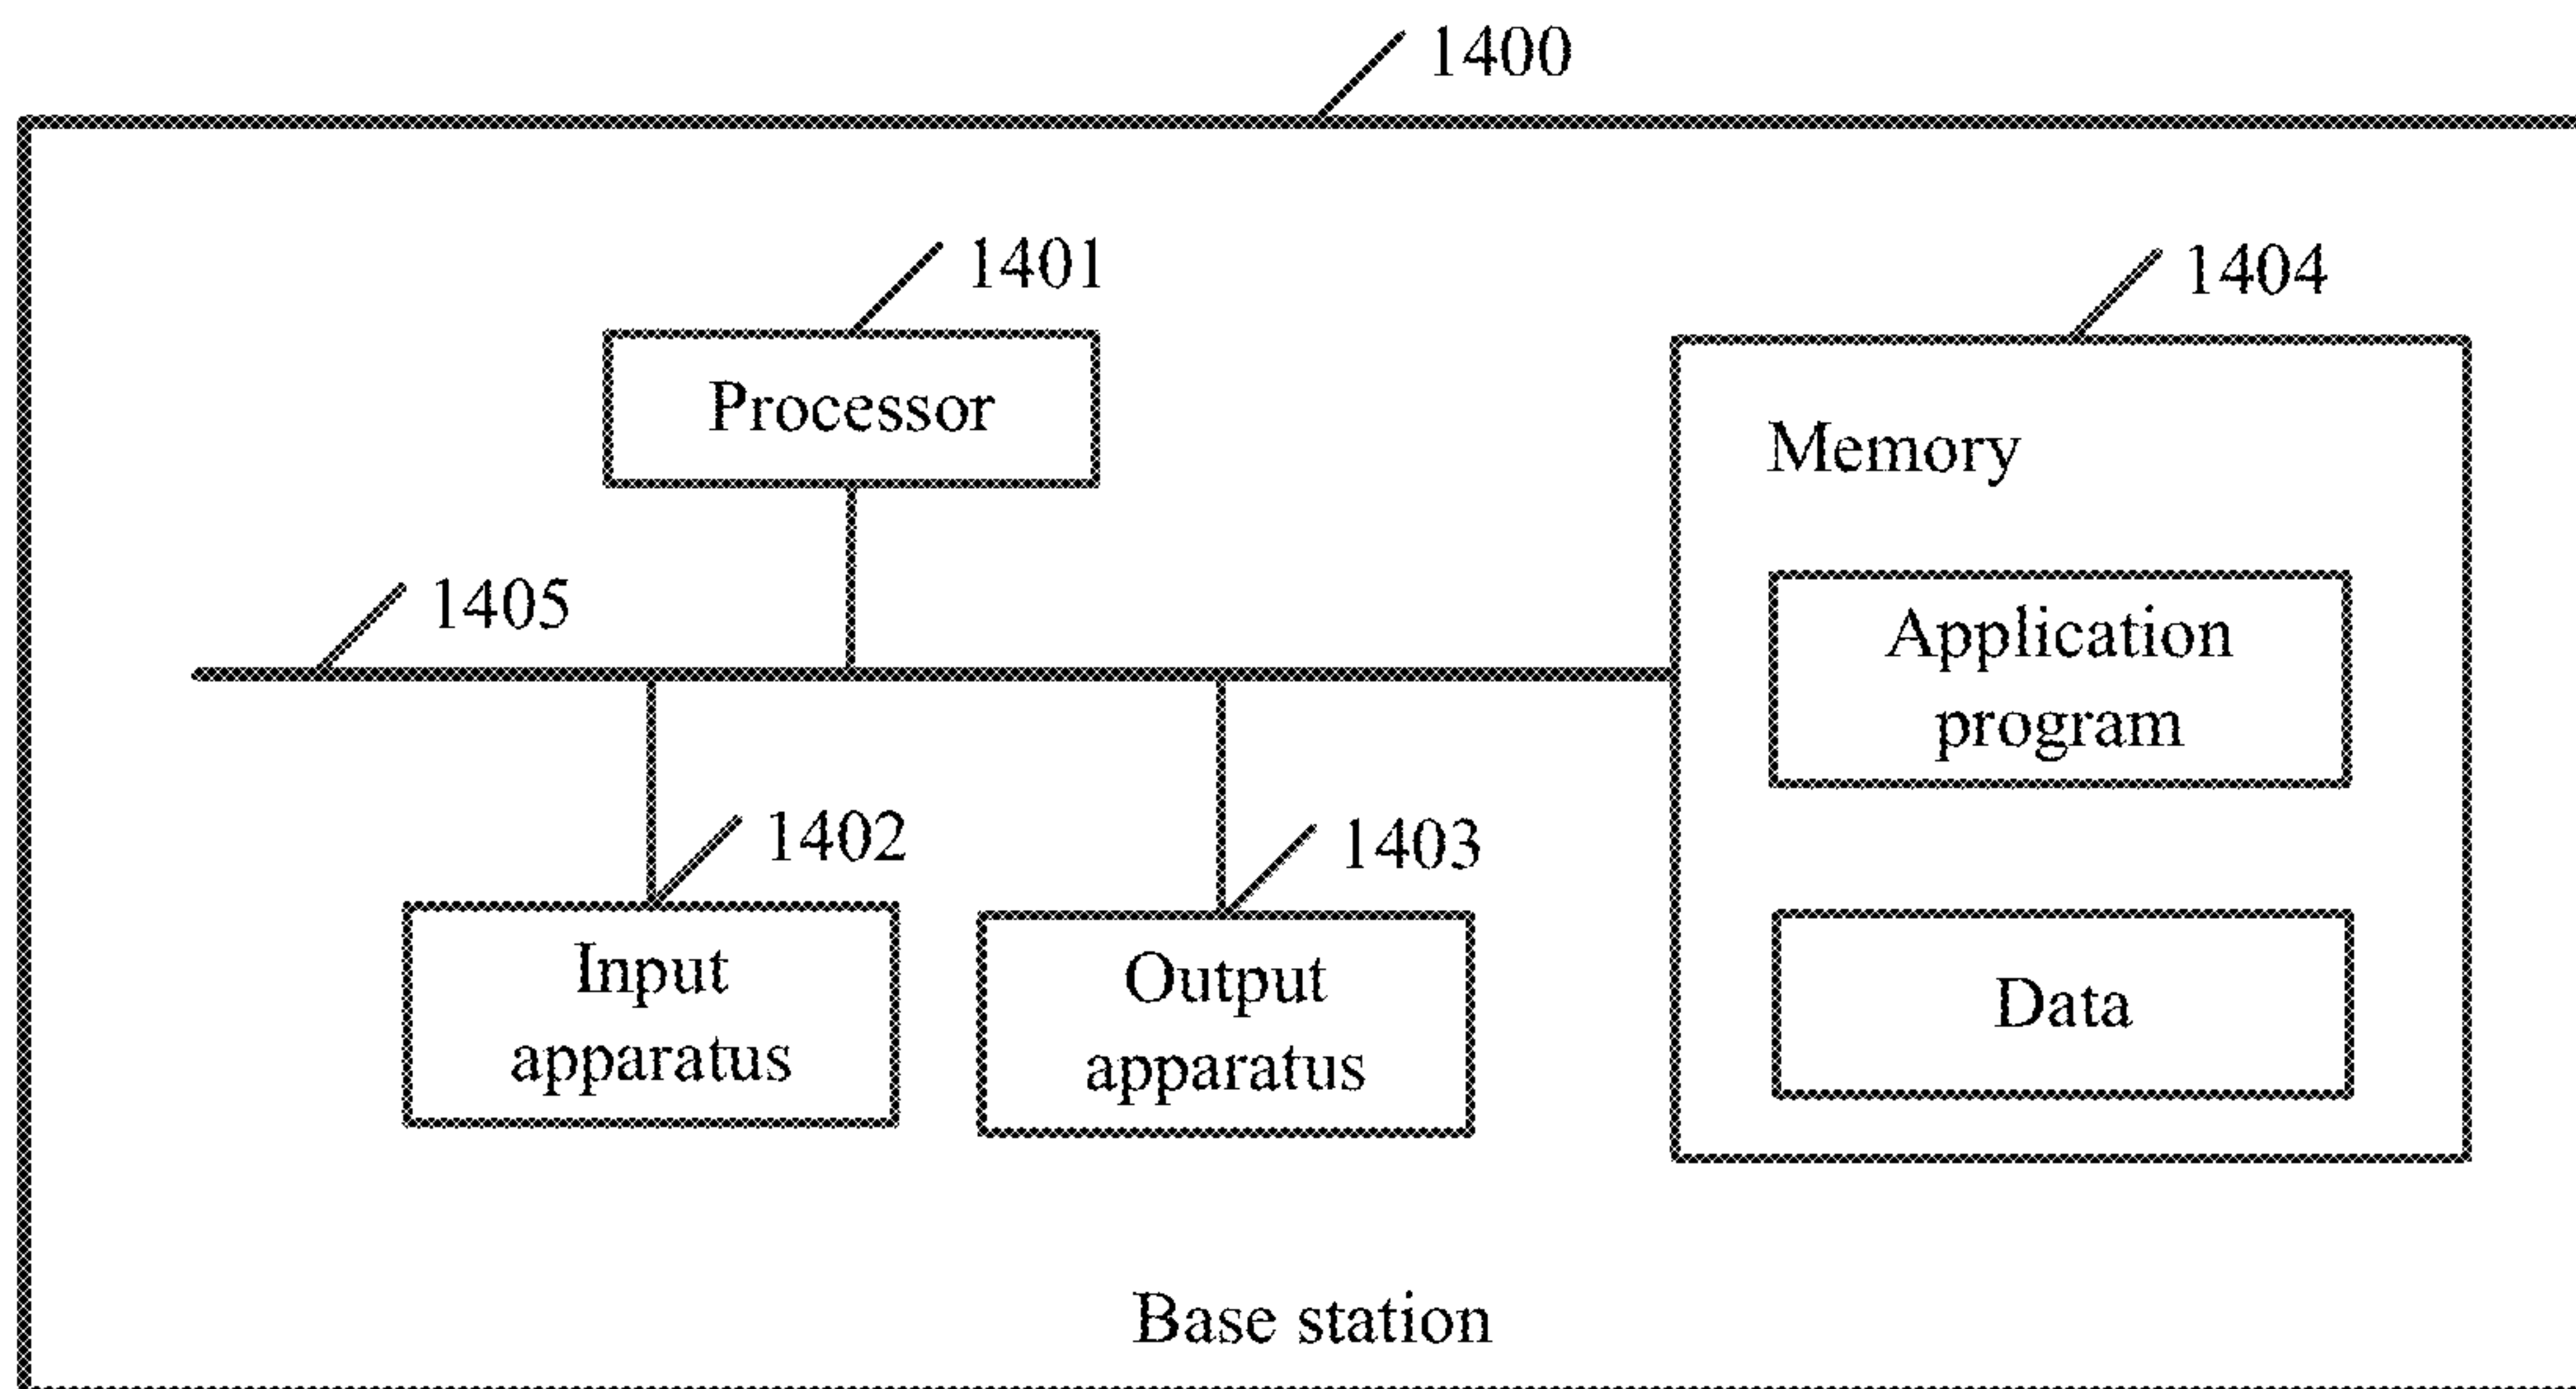 1400
1401
Processor
1404
Memory
1405
Application
program
1402
Input
apparatus
1403
Output
apparatus
Data
Base station